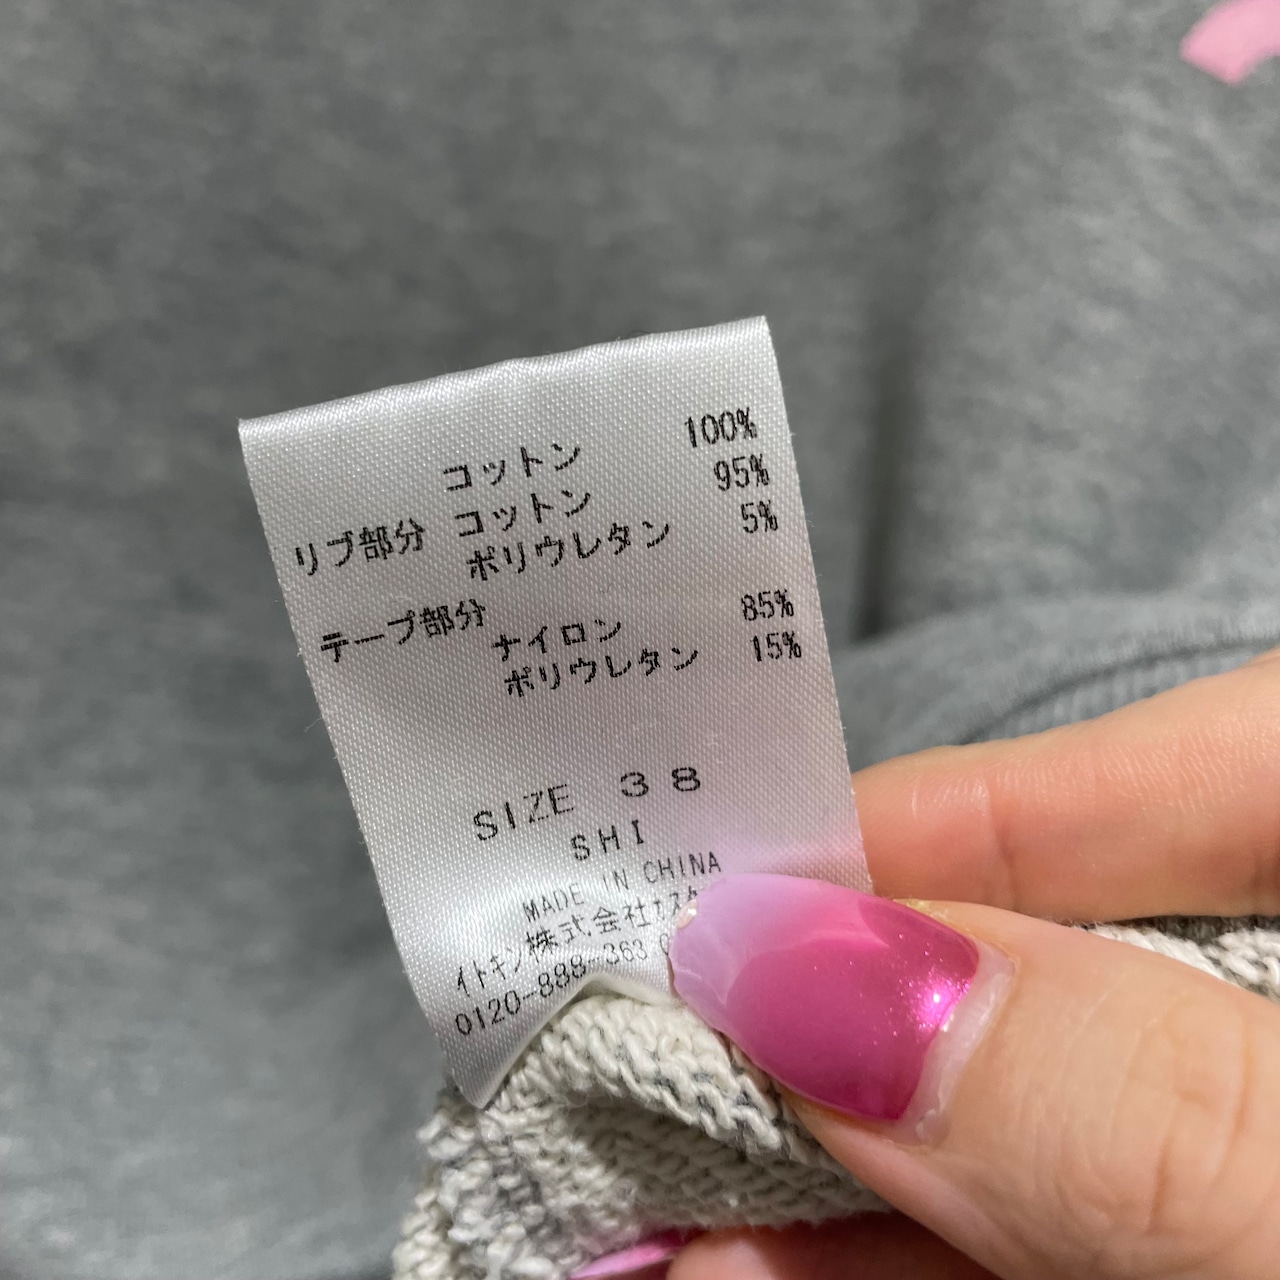 コットン 100%
リブ部分 コットン 95%
ポリウレタン 5%
テープ部分
ナイロン 85%
ポリウレタン 15%
SIZE 38
SHI
MADE IN CHINA
イトキン株式会社
0120-888-363